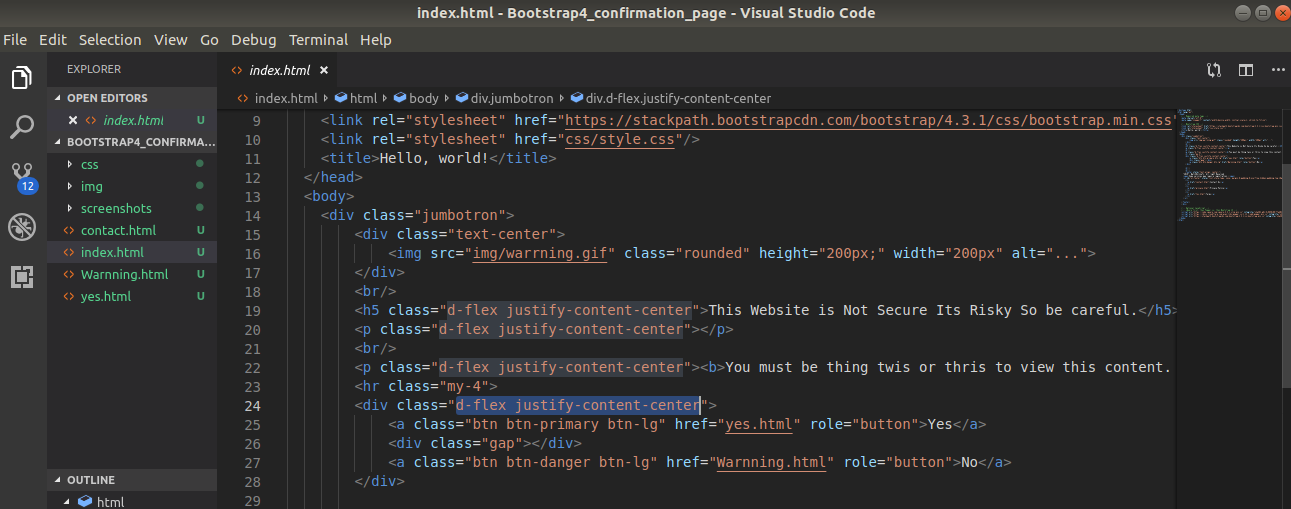 index.html - Bootstrap4_confirmation_page - Visual Studio Code
File Edit Selection View Go Debug Terminal Help
EXPLORER
OPEN EDITORS
index.html U
BOOTSTRAP4_CONFIRMA...
css
img
12
screenshots
contact.html U
index.html U
Warnning.html U
yes.html U
OUTLINE
html
index.html
index.html html body div.jumbotron div.d-flex.justify-content-center
9 <link rel="stylesheet" href="https://stackpath.bootstrapcdn.com/bootstrap/4.3.1/css/bootstrap.min.css"
10 <link rel="stylesheet" href="css/style.css"/>
11 <title>Hello, world!</title>
12 </head>
13 <body>
14 <div class="jumbotron">
15 <div class="text-center">
16 <img src="img/warrning.gif" class="rounded" height="200px;" width="200px" alt="...">
17 </div>
18 <br/>
19 <h5 class="d-flex justify-content-center">This Website is Not Secure Its Risky So be careful.</h5>
20 <p class="d-flex justify-content-center"></p>
21 <br/>
22 <p class="d-flex justify-content-center"><b>You must be thing twis or thris to view this content.
23 <hr class="my-4">
24 <div class="d-flex justify-content-center">
25 <a class="btn btn-primary btn-lg" href="yes.html" role="button">Yes</a>
26 <div class="gap"></div>
27 <a class="btn btn-danger btn-lg" href="Warnning.html" role="button">No</a>
28 </div>
29